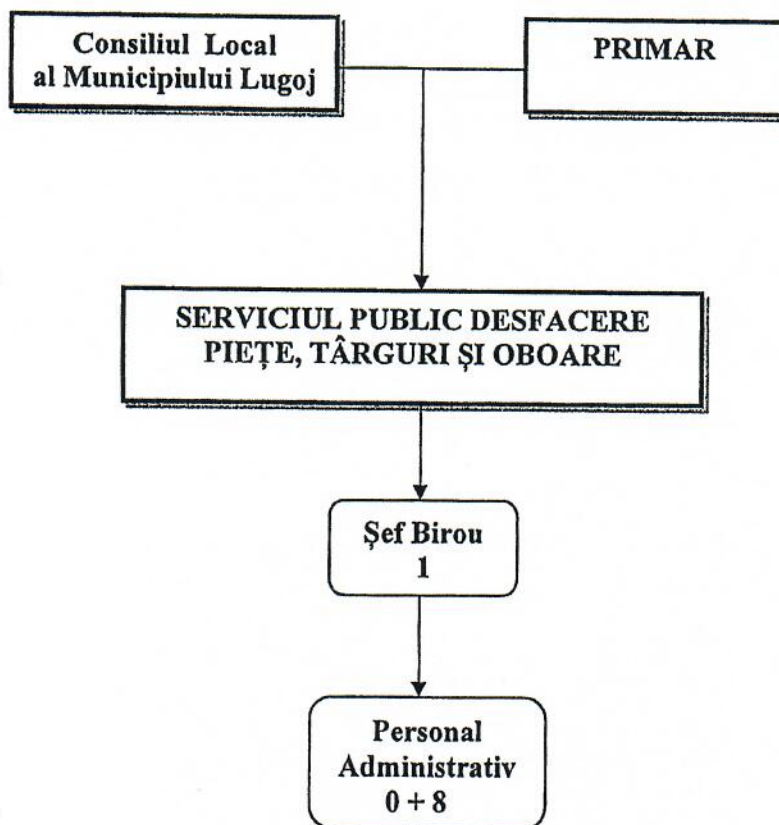 Consiliul Local
al Municipiului Lugoj
PRIMAR
SERVICIUL PUBLIC DESFACERE
PIEȚE, TÂRGURI ȘI OBOARE
Șef Birou
1
Personal
Administrativ
0 + 8